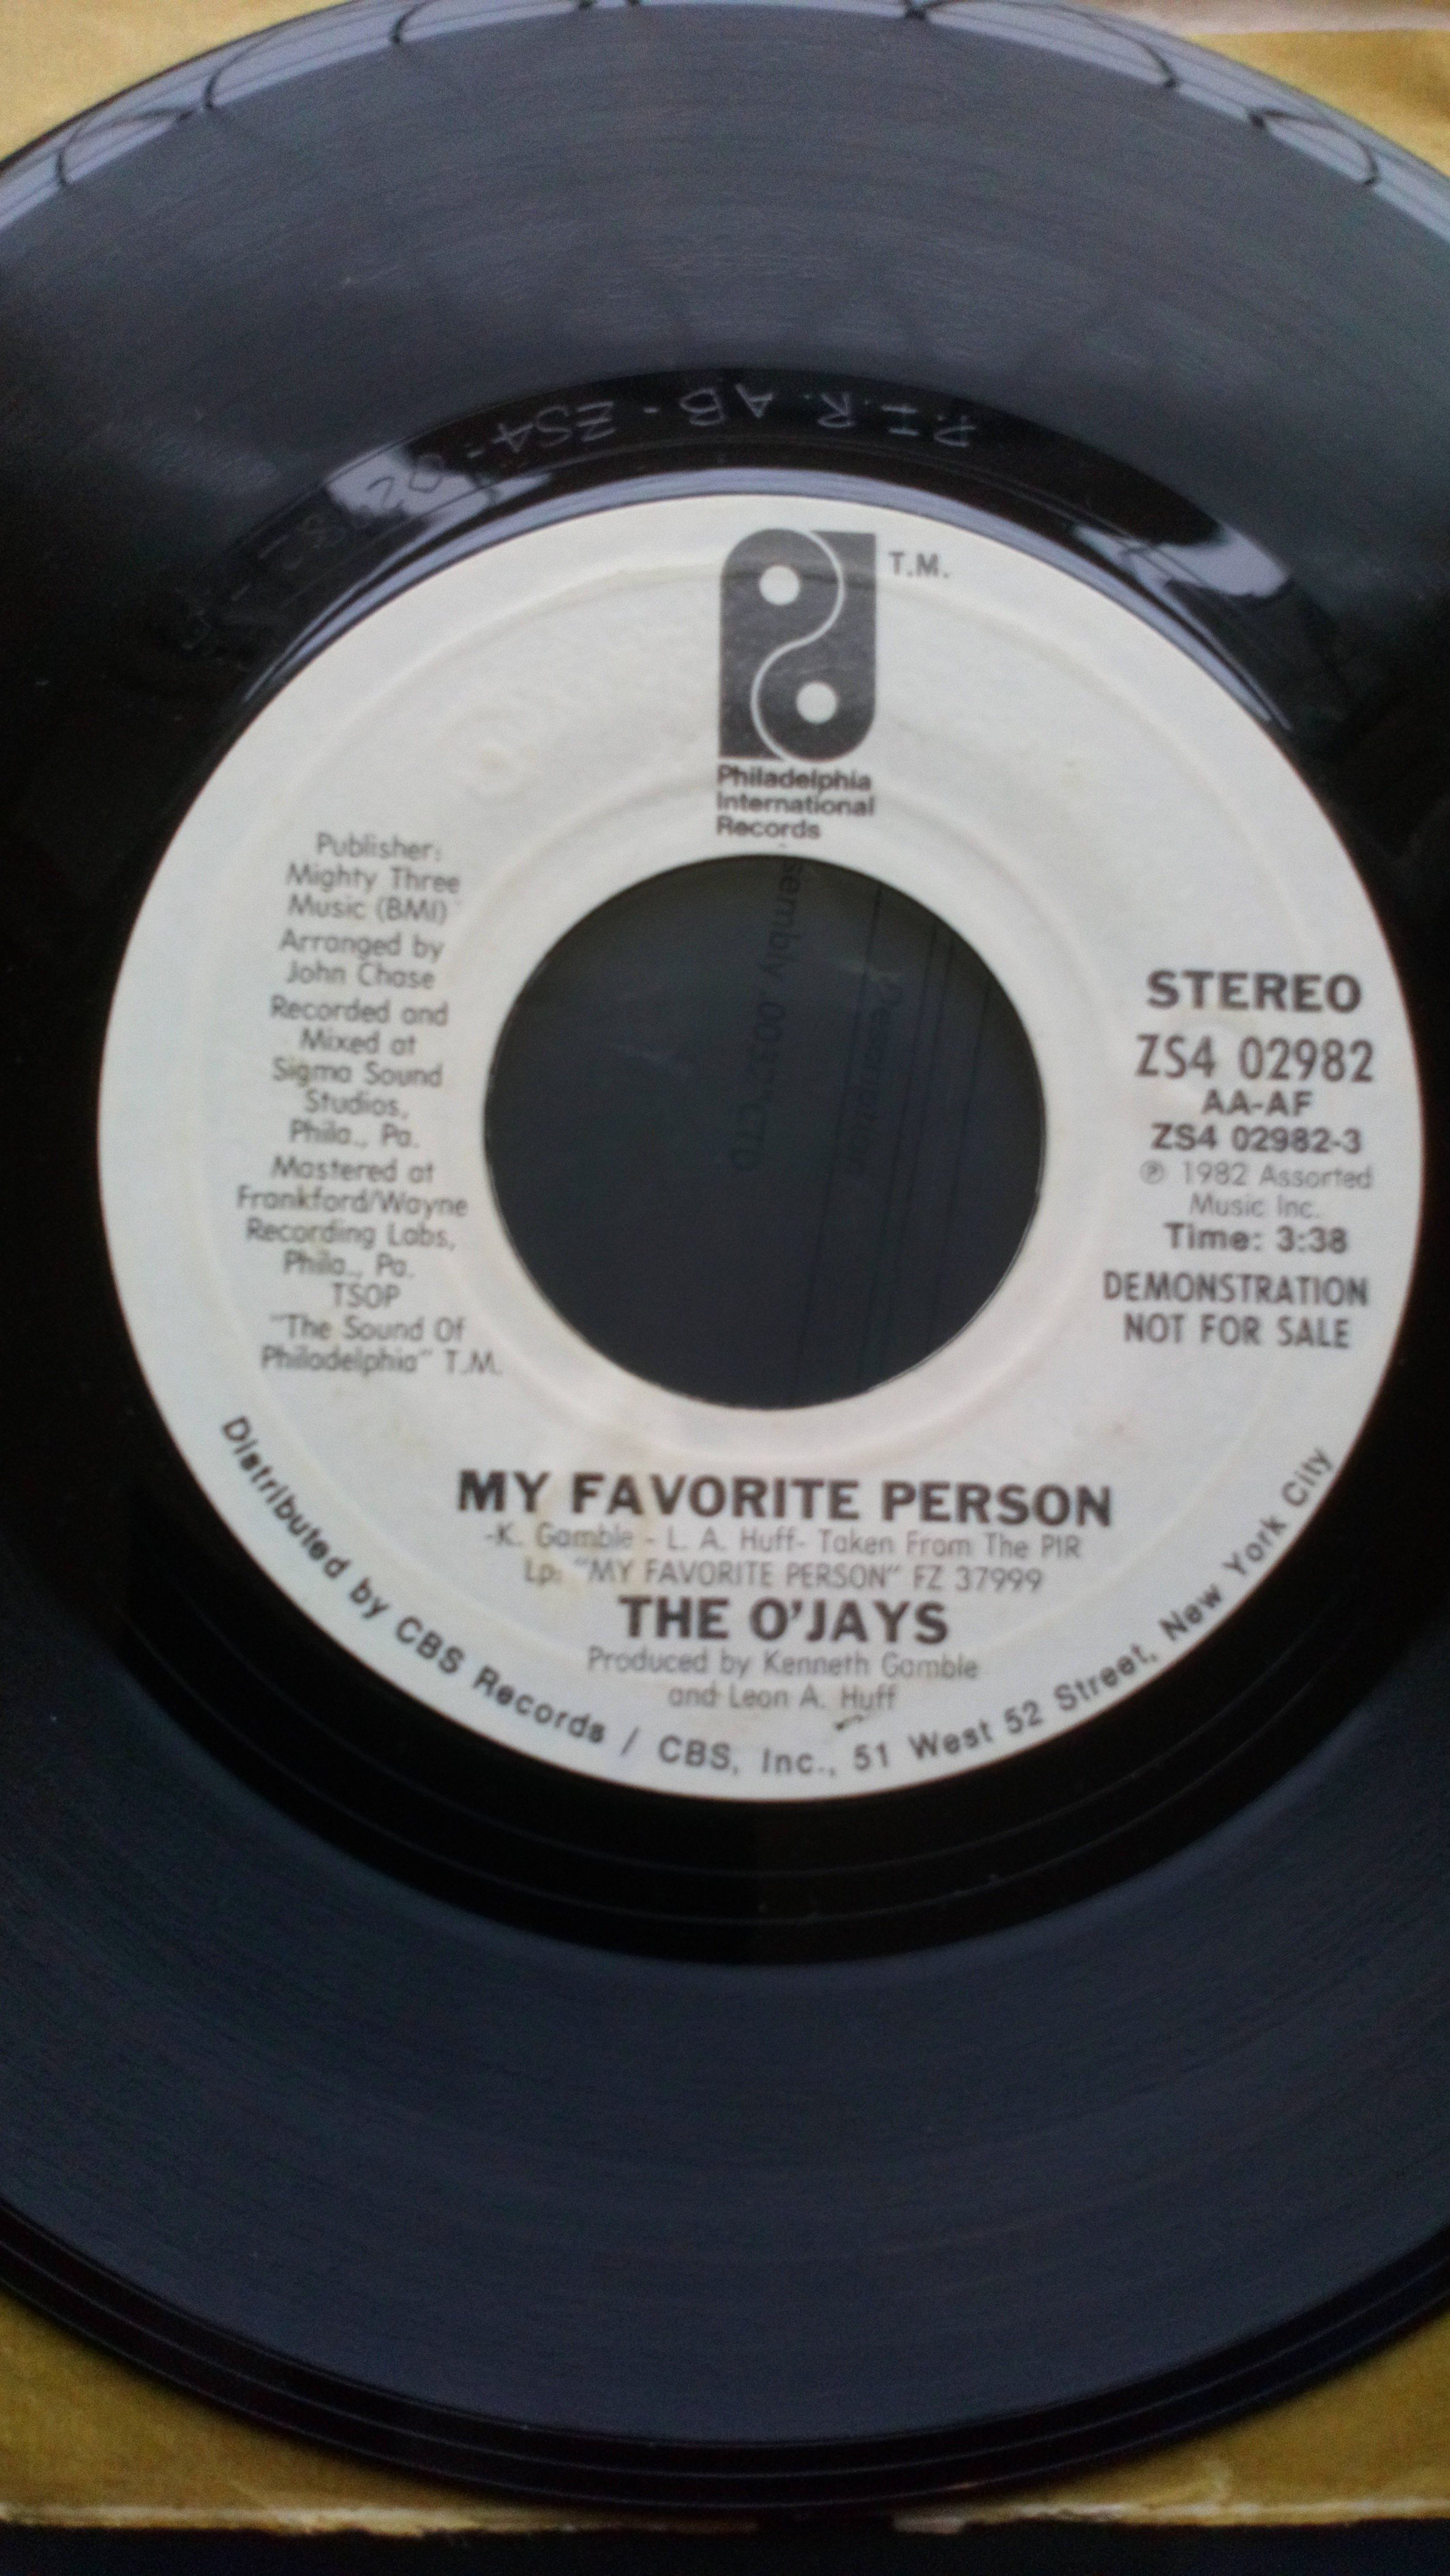 P.I.R. AB-ZS4-02
T.M.
Philadelphia
International
Records
Publisher:
Mighty Three
Music (BMI)
Arranged by
John Chase
Recorded and
Mixed at
Sigma Sound
Studios,
Phila., Pa.
Mastered at
Frankford/Wayne
Recording Labs,
Phila., Pa.
TSOP
"The Sound Of
Philadelphia" T.M.
STEREO
ZS4 02982
AA-AF
ZS4 02982-3
℗ 1982 Assorted
Music Inc.
Time: 3:38
DEMONSTRATION
NOT FOR SALE
MY FAVORITE PERSON
-K. Gamble - L. A. Huff- Taken From The PIR
Lp: "MY FAVORITE PERSON" FZ 37999
THE O'JAYS
Produced by Kenneth Gamble
and Leon A. Huff
Distributed by CBS Records / CBS, Inc., 51 West 52 Street, New York City